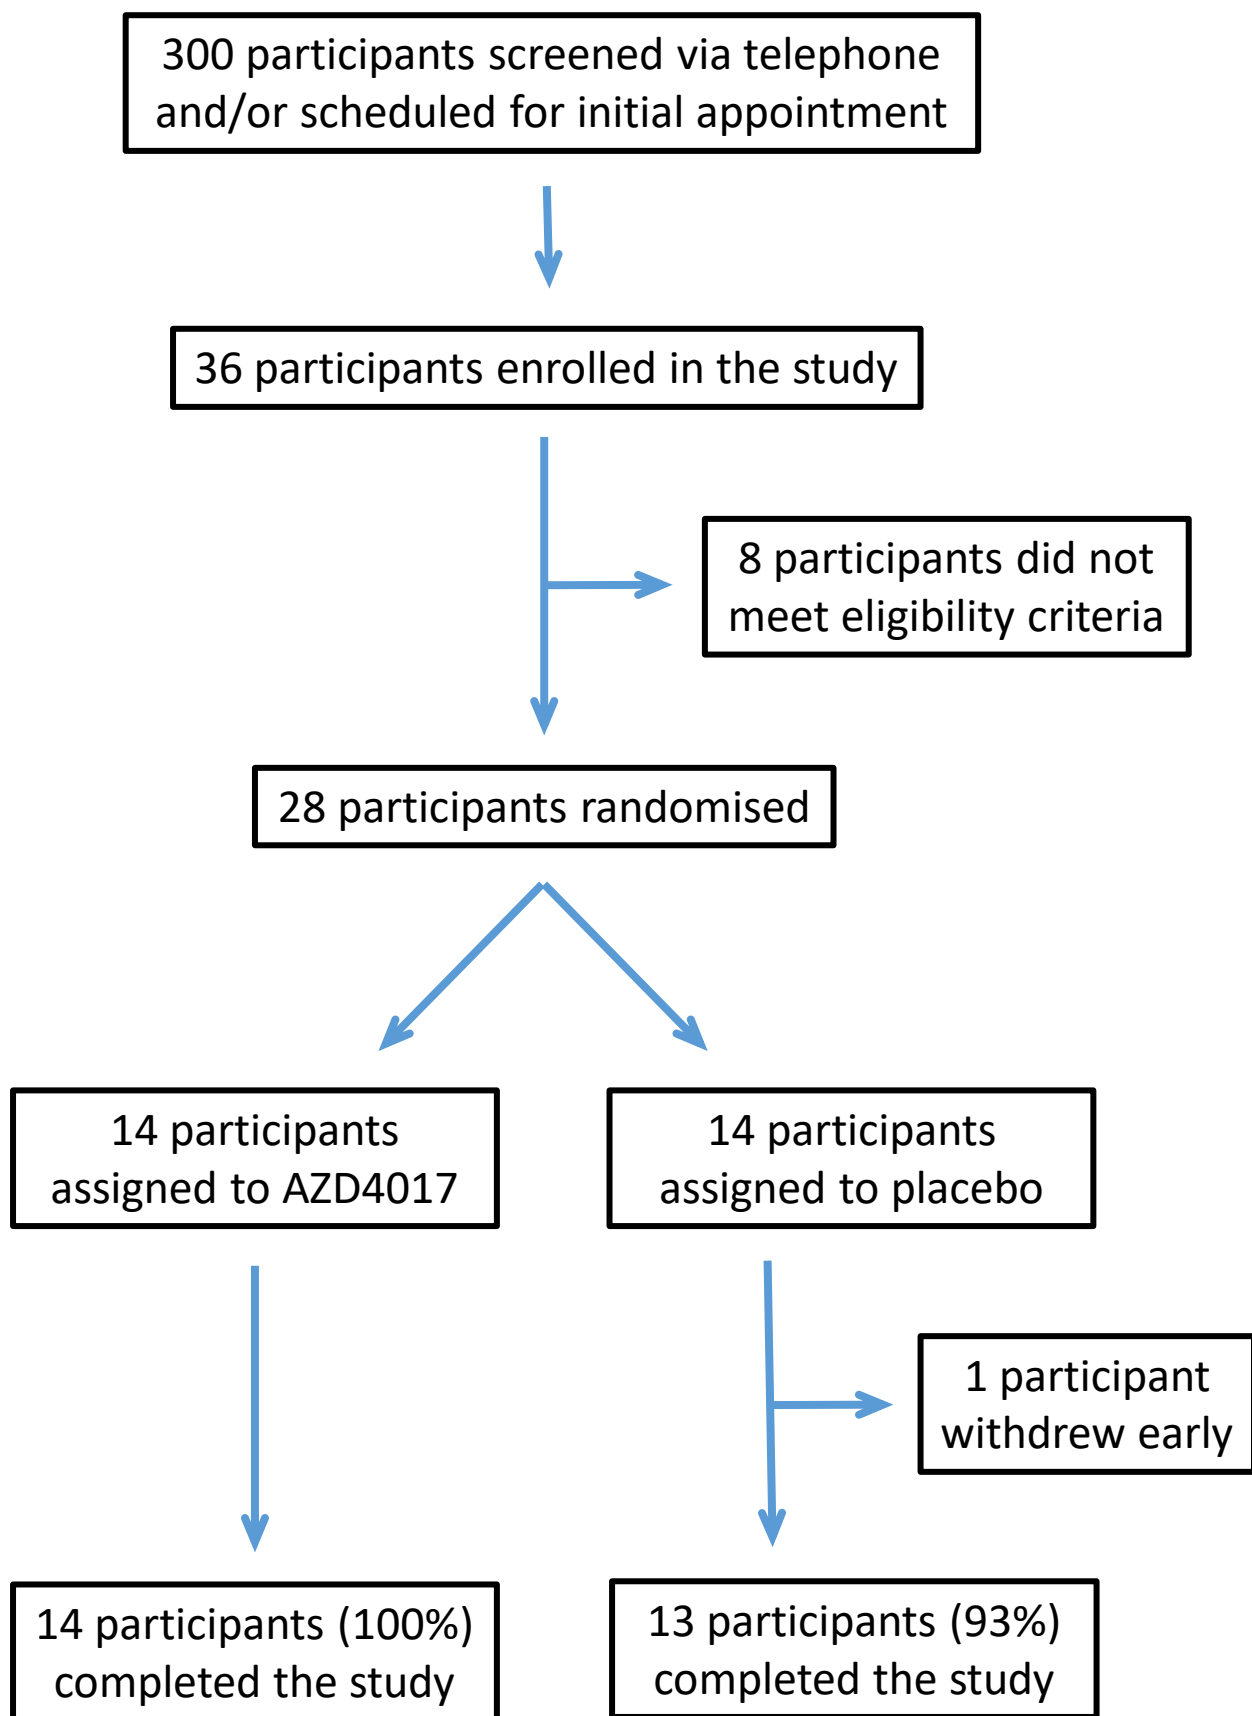 300 participants screened via telephone
and/or scheduled for initial appointment
36 participants enrolled in the study
8 participants did not
meet eligibility criteria
28 participants randomised
14 participants
assigned to AZD4017
14 participants
assigned to placebo
1 participant
withdrew early
14 participants (100%)
completed the study
13 participants (93%)
completed the study